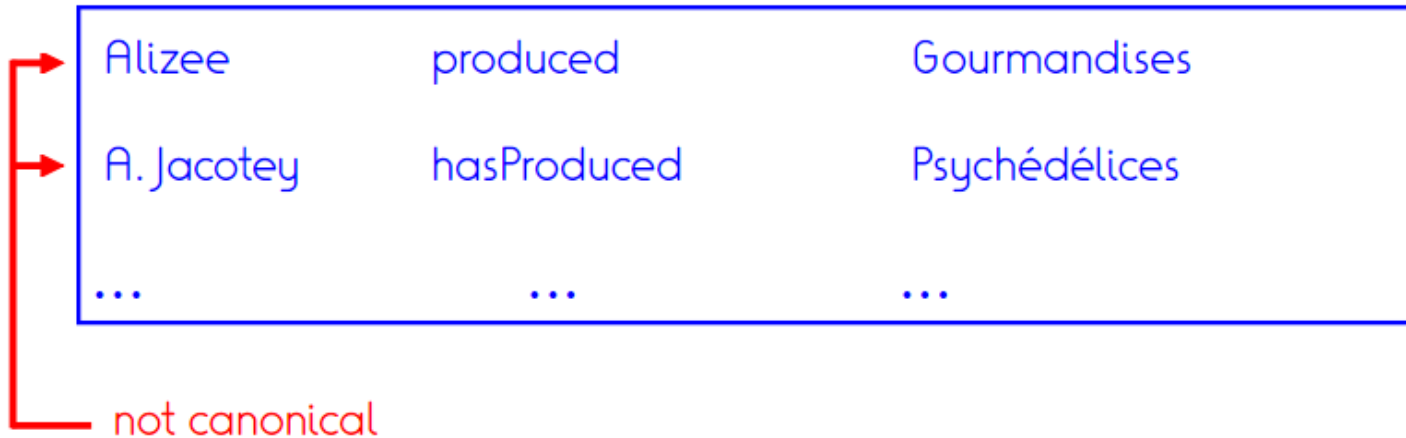 Alizee produced Gourmandises
A. Jacotey hasProduced Psychédélices
... ... ...
not canonical